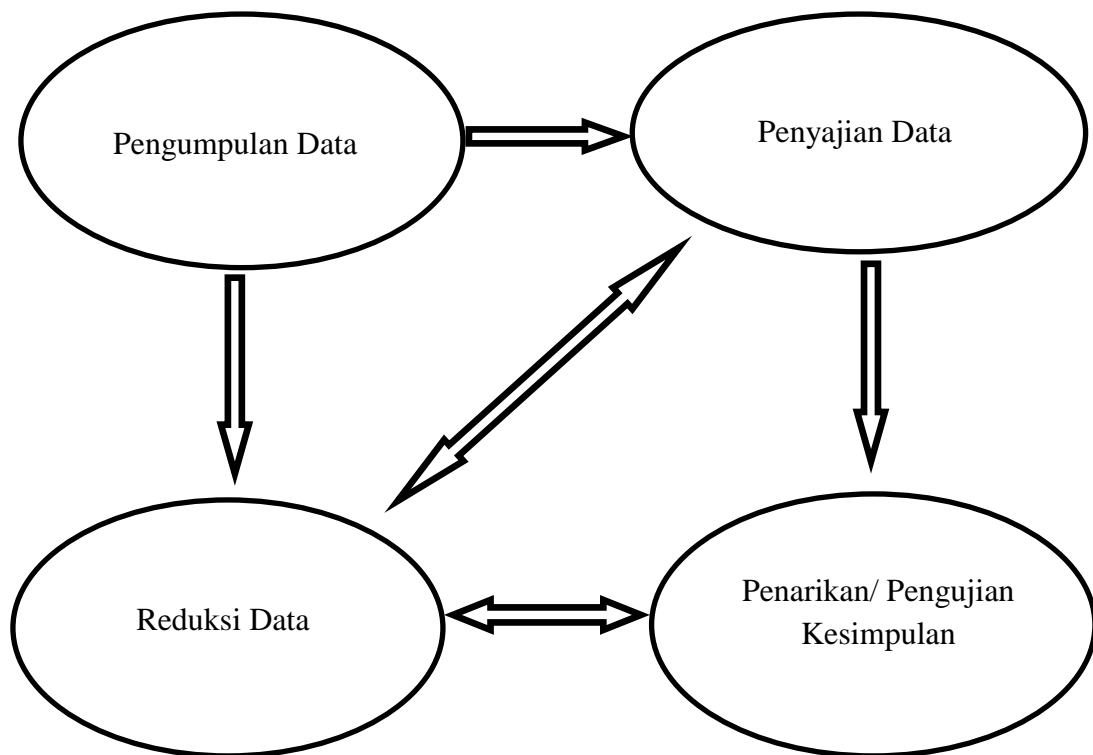 Pengumpulan Data
Penyajian Data
Reduksi Data
Penarikan/ Pengujian
Kesimpulan